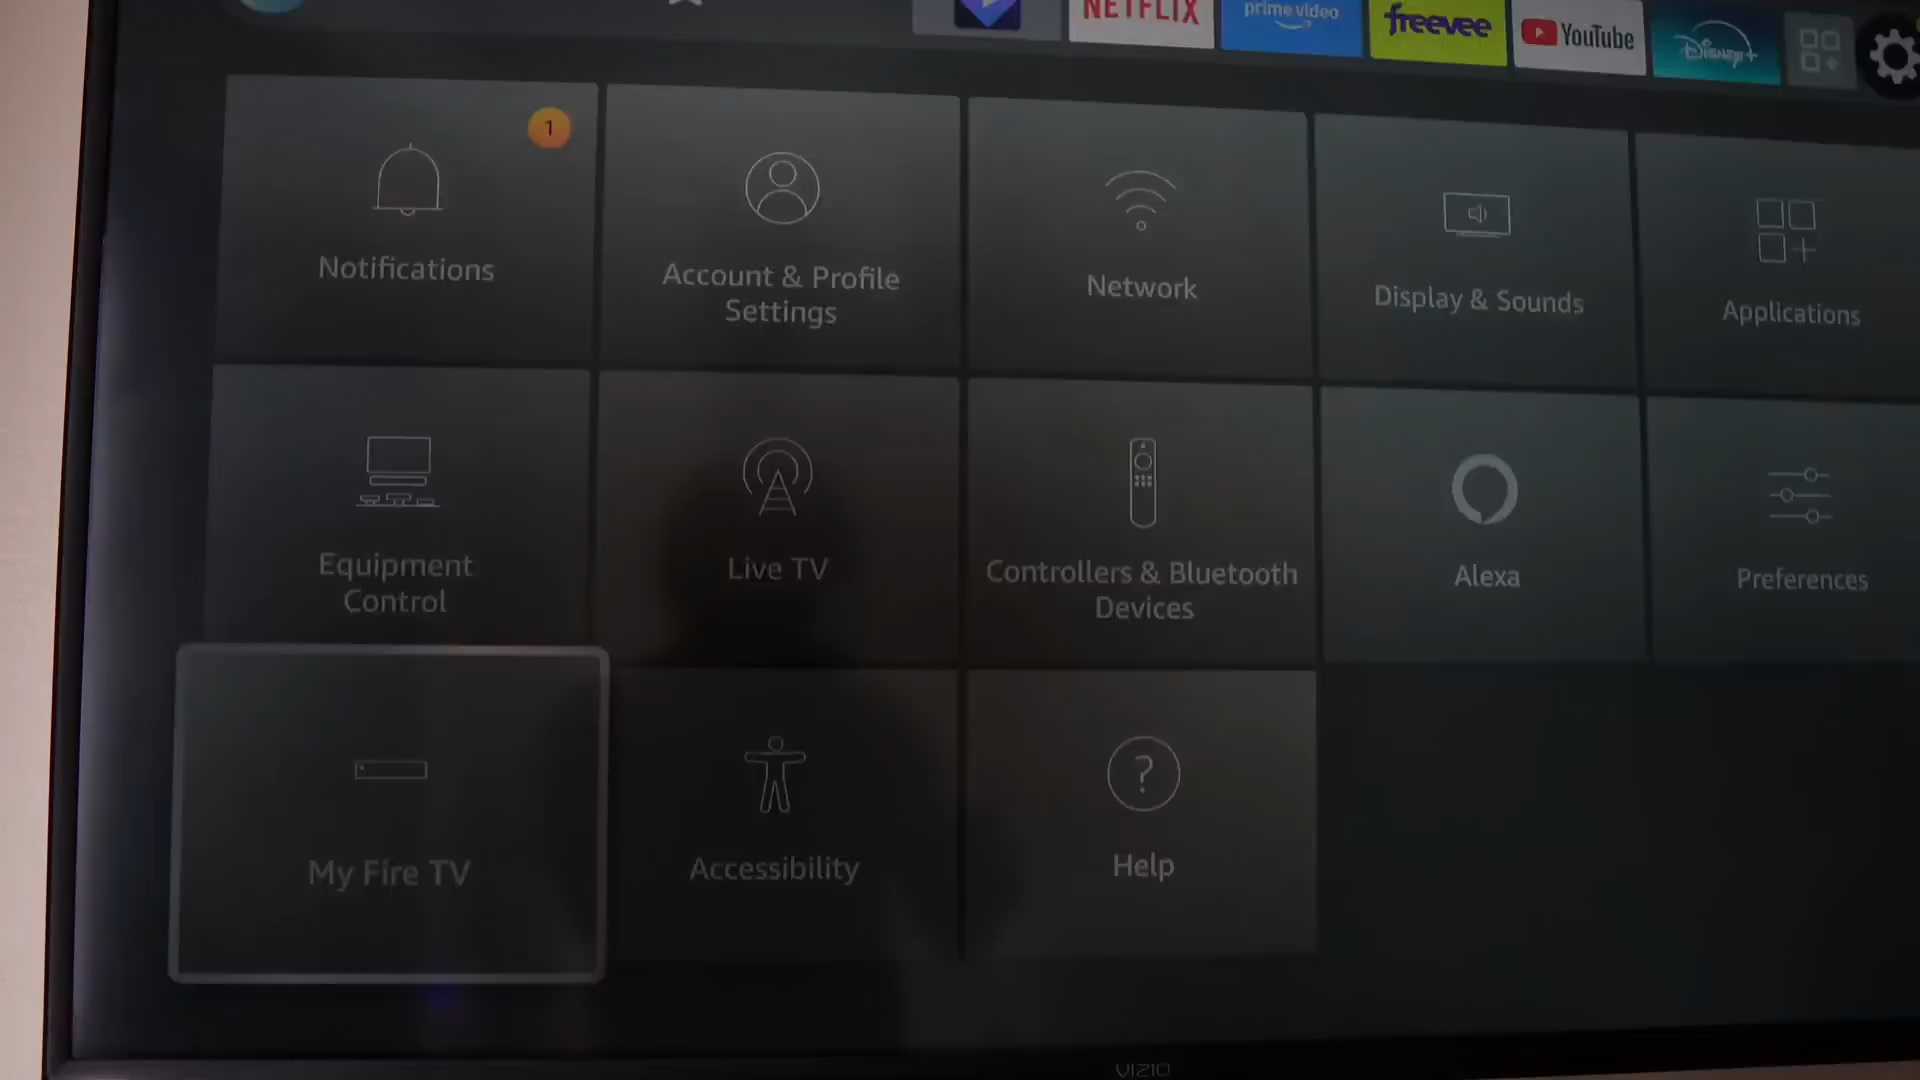 NETFLIX
prime video
freevee
YouTube
Disney+
1
Notifications
Account & Profile
Settings
Network
Display & Sounds
Applications
Equipment
Control
Live TV
Controllers & Bluetooth
Devices
Alexa
Preferences
My Fire TV
Accessibility
?
Help
VIZIO